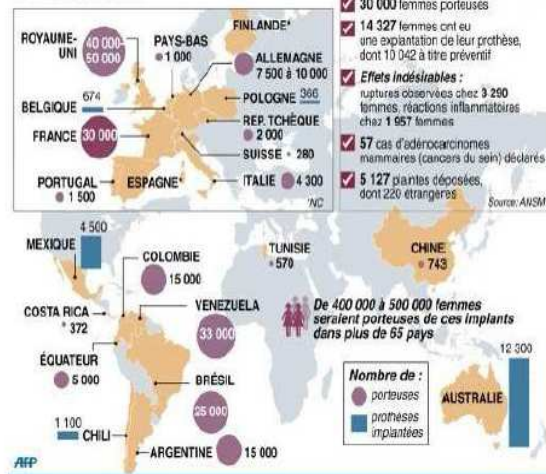 FINLANDE*
ROYAUME-
UNI
40 000-
50 000
PAYS-BAS
1 000
ALLEMAGNE
7 500 à 10 000
674
BELGIQUE
POLOGNE 366
REP. TCHÈQUE
2 000
FRANCE 30 000
SUISSE 280
PORTUGAL
1 500
ESPAGNE*
ITALIE 4 300
*NC
30 000 femmes porteuses
14 327 femmes ont eu
une explantation de leur prothèse,
dont 10 042 à titre préventif
Effets indésirables :
ruptures observées chez 3 290
femmes, réactions inflammatoires
chez 1 957 femmes
57 cas d'adénocarcinomes
mammaires (cancers du sein) déclarés
5 127 plaintes déposées,
dont 220 étrangères
Source: ANSM
MEXIQUE
4 500
COLOMBIE
15 000
TUNISIE
570
CHINE
743
COSTA RICA
372
VENEZUELA
33 000
De 400 000 à 500 000 femmes
seraient porteuses de ces implants
dans plus de 65 pays
ÉQUATEUR
5 000
BRÉSIL
25 000
12 300
Nombre de :
porteuses
prothèses
implantées
AUSTRALIE
1 100
CHILI
ARGENTINE 15 000
AFP